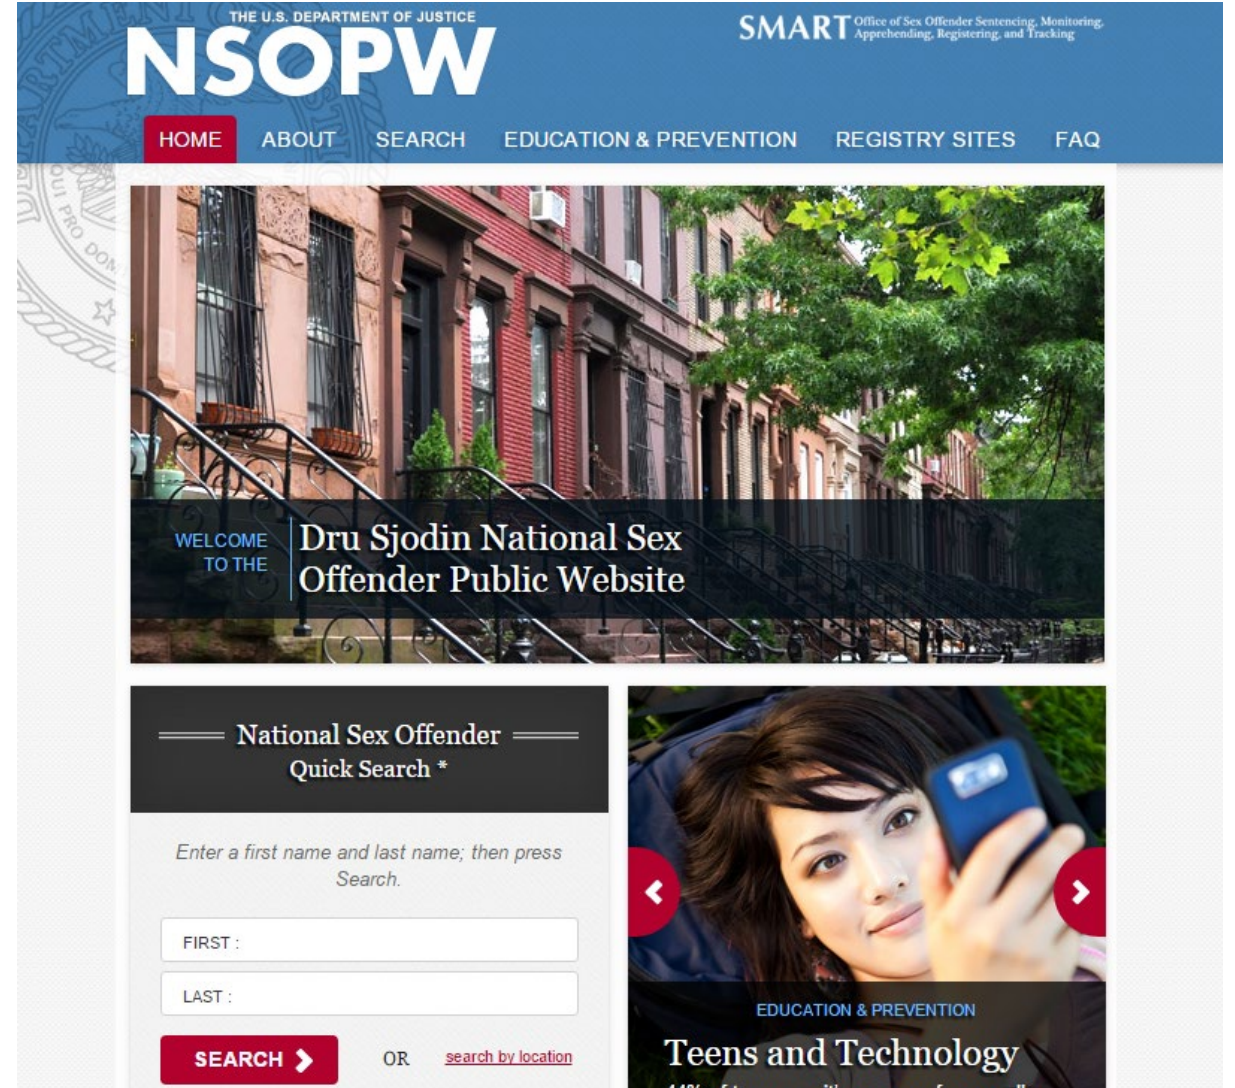 THE U.S. DEPARTMENT OF JUSTICE
NSOPW
SMART Office of Sex Offender Sentencing, Monitoring,
Apprehending, Registering, and Tracking
HOME ABOUT SEARCH EDUCATION & PREVENTION REGISTRY SITES FAQ
QUI PRO DOM
WELCOME
TO THE
Dru Sjodin National Sex
Offender Public Website
National Sex Offender
Quick Search *
Enter a first name and last name; then press
Search.
FIRST :
LAST :
SEARCH OR search by location
EDUCATION & PREVENTION
Teens and Technology